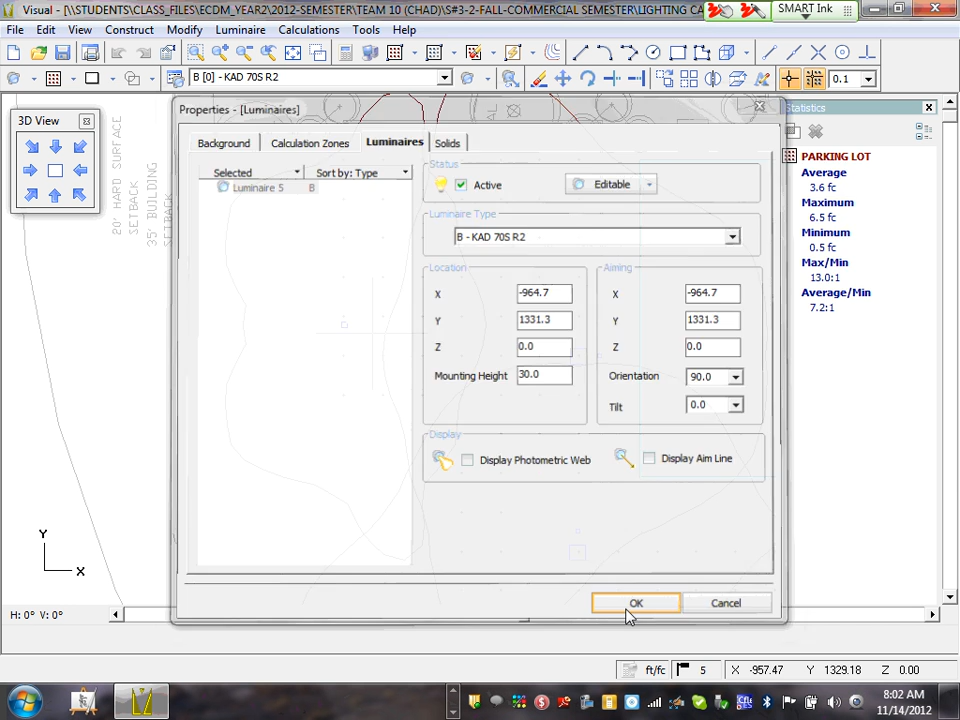 Visual - [\\STUDENTS\CLASS_FILES\ECDM_YEAR2\2012-SEMESTER\TEAM 10 (CHAD)\S#3-2-FALL-COMMERCIAL SEMESTER\LIGHTING CA
SMART Ink
File Edit View Construct Modify Luminaire Calculations Tools Help
B [0] - KAD 70S R2
0.1
3D View
20' HARD SURFACE
SETBACK
35' BUILDING
SETBACK
Properties - [Luminaires]
Background
Calculation Zones
Luminaires
Solids
Selected
Sort by: Type
Luminaire 5 B
Status
Active
Editable
Luminaire Type
B - KAD 70S R2
Location
X -964.7
Y 1331.3
Z 0.0
Mounting Height 30.0
Aiming
X -964.7
Y 1331.3
Z 0.0
Orientation 90.0
Tilt 0.0
Display
Display Photometric Web
Display Aim Line
OK
Cancel
Statistics
PARKING LOT
Average
3.6 fc
Maximum
6.5 fc
Minimum
0.5 fc
Max/Min
13.0:1
Average/Min
7.2:1
Y
X
H: 0° V: 0°
ft/fc
5
X -957.47
Y 1329.18
Z 0.00
8:02 AM
11/14/2012